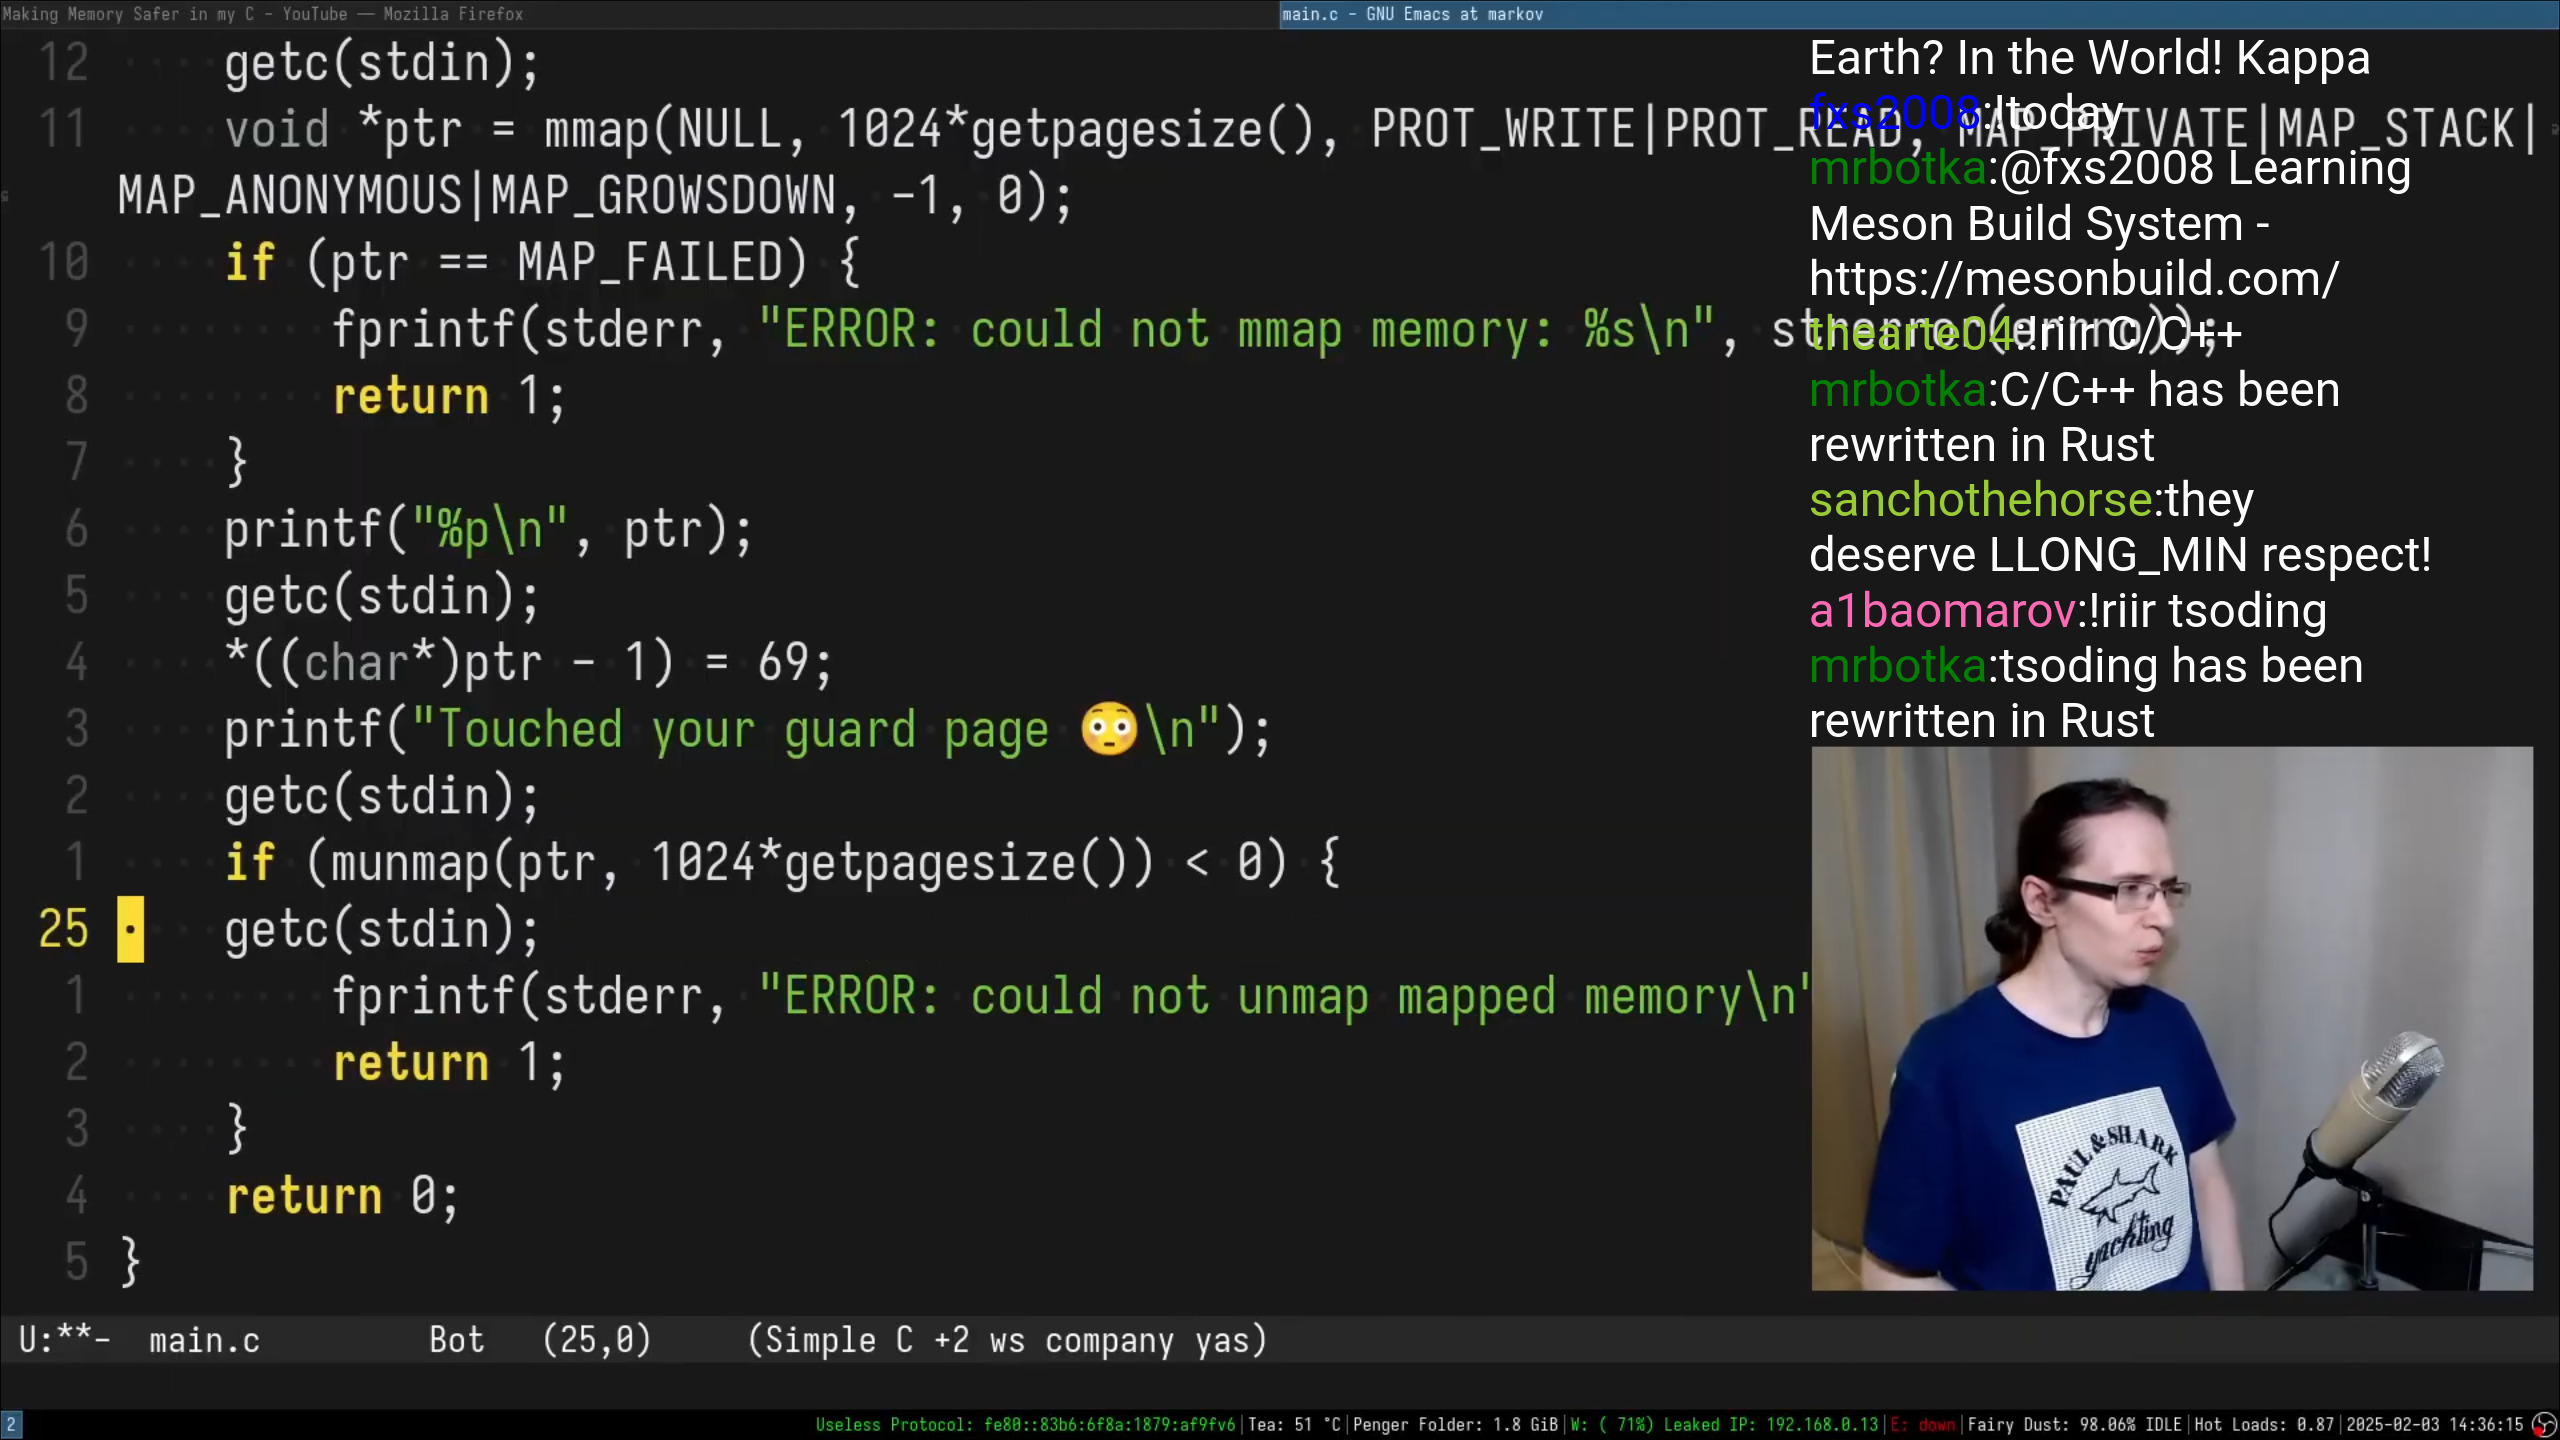 Making Memory Safer in my C - YouTube — Mozilla Firefox
main.c - GNU Emacs at markov
12 getc(stdin);
11 void *ptr = mmap(NULL, 1024*getpagesize(), PROT_WRITE|PROT_READ, MAP_PRIVATE|MAP_STACK|
MAP_ANONYMOUS|MAP_GROWSDOWN, -1, 0);
10 if (ptr == MAP_FAILED) {
9 fprintf(stderr, "ERROR: could not mmap memory: %s\n", strerror(errno));
8 return 1;
7 }
6 printf("%p\n", ptr);
5 getc(stdin);
4 *((char*)ptr - 1) = 69;
3 printf("Touched your guard page 😳\n");
2 getc(stdin);
1 if (munmap(ptr, 1024*getpagesize()) < 0) {
25 getc(stdin);
1 fprintf(stderr, "ERROR: could not unmap mapped memory\n"
2 return 1;
3 }
4 return 0;
5 }
Earth? In the World! Kappa
fxs2008:!today
mrbotka:@fxs2008 Learning
Meson Build System -
https://mesonbuild.com/
thearte04:!riir C/C++
mrbotka:C/C++ has been
rewritten in Rust
sanchothehorse:they
deserve LLONG_MIN respect!
a1baomarov:!riir tsoding
mrbotka:tsoding has been
rewritten in Rust
PAUL & SHARK
yachting
U:**- main.c Bot (25,0) (Simple C +2 ws company yas)
2
Useless Protocol: fe80::83b6:6f8a:1879:af9fv6|Tea: 51 °C|Penger Folder: 1.8 GiB|W: ( 71%) Leaked IP: 192.168.0.13|E: down|Fairy Dust: 98.06% IDLE|Hot Loads: 0.87|2025-02-03 14:36:15